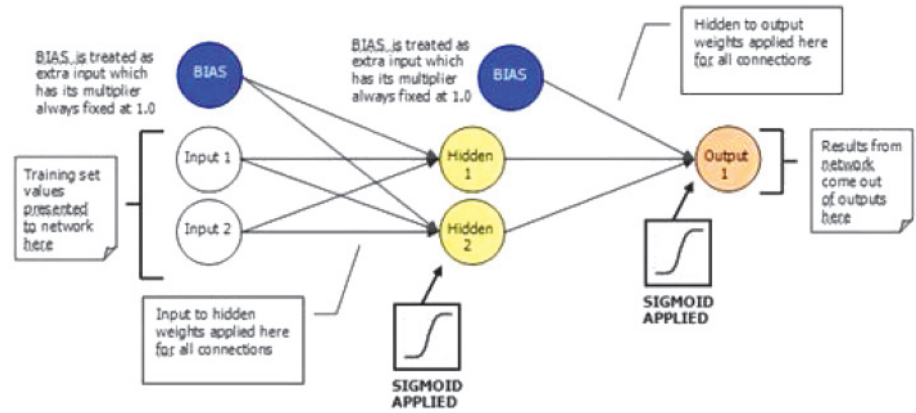 BIAS is treated as
extra input which
has its multiplier
always fixed at 1.0
BIAS
BIAS is treated as
extra input which
has its multiplier
always fixed at 1.0
BIAS
Hidden to output
weights applied here
for all connections
Training set
values
presented
to network
here
Input 1
Input 2
Hidden
1
Hidden
2
Output
1
Results from
network
come out
of outputs
here
Input to hidden
weights applied here
for all connections
SIGMOID
APPLIED
SIGMOID
APPLIED